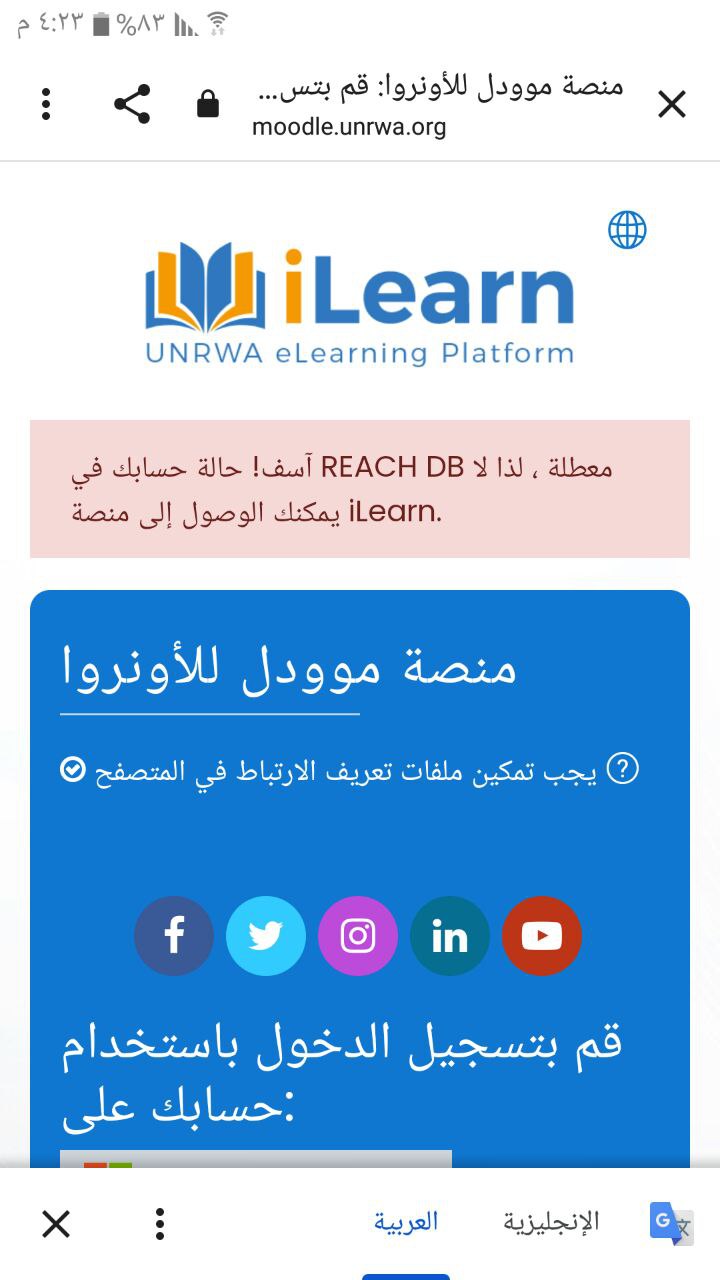 ٤:٢٣ م
%٨٣
منصة موودل للأونروا: قم بتس...
moodle.unrwa.org
iLearn
UNRWA eLearning Platform
آسف! حالة حسابك في REACH DB معطلة ، لذا لا
يمكنك الوصول إلى منصة iLearn.
منصة موودل للأونروا
يجب تمكين ملفات تعريف الارتباط في المتصفح
قم بتسجيل الدخول باستخدام
حسابك على:
العربية
الإنجليزية